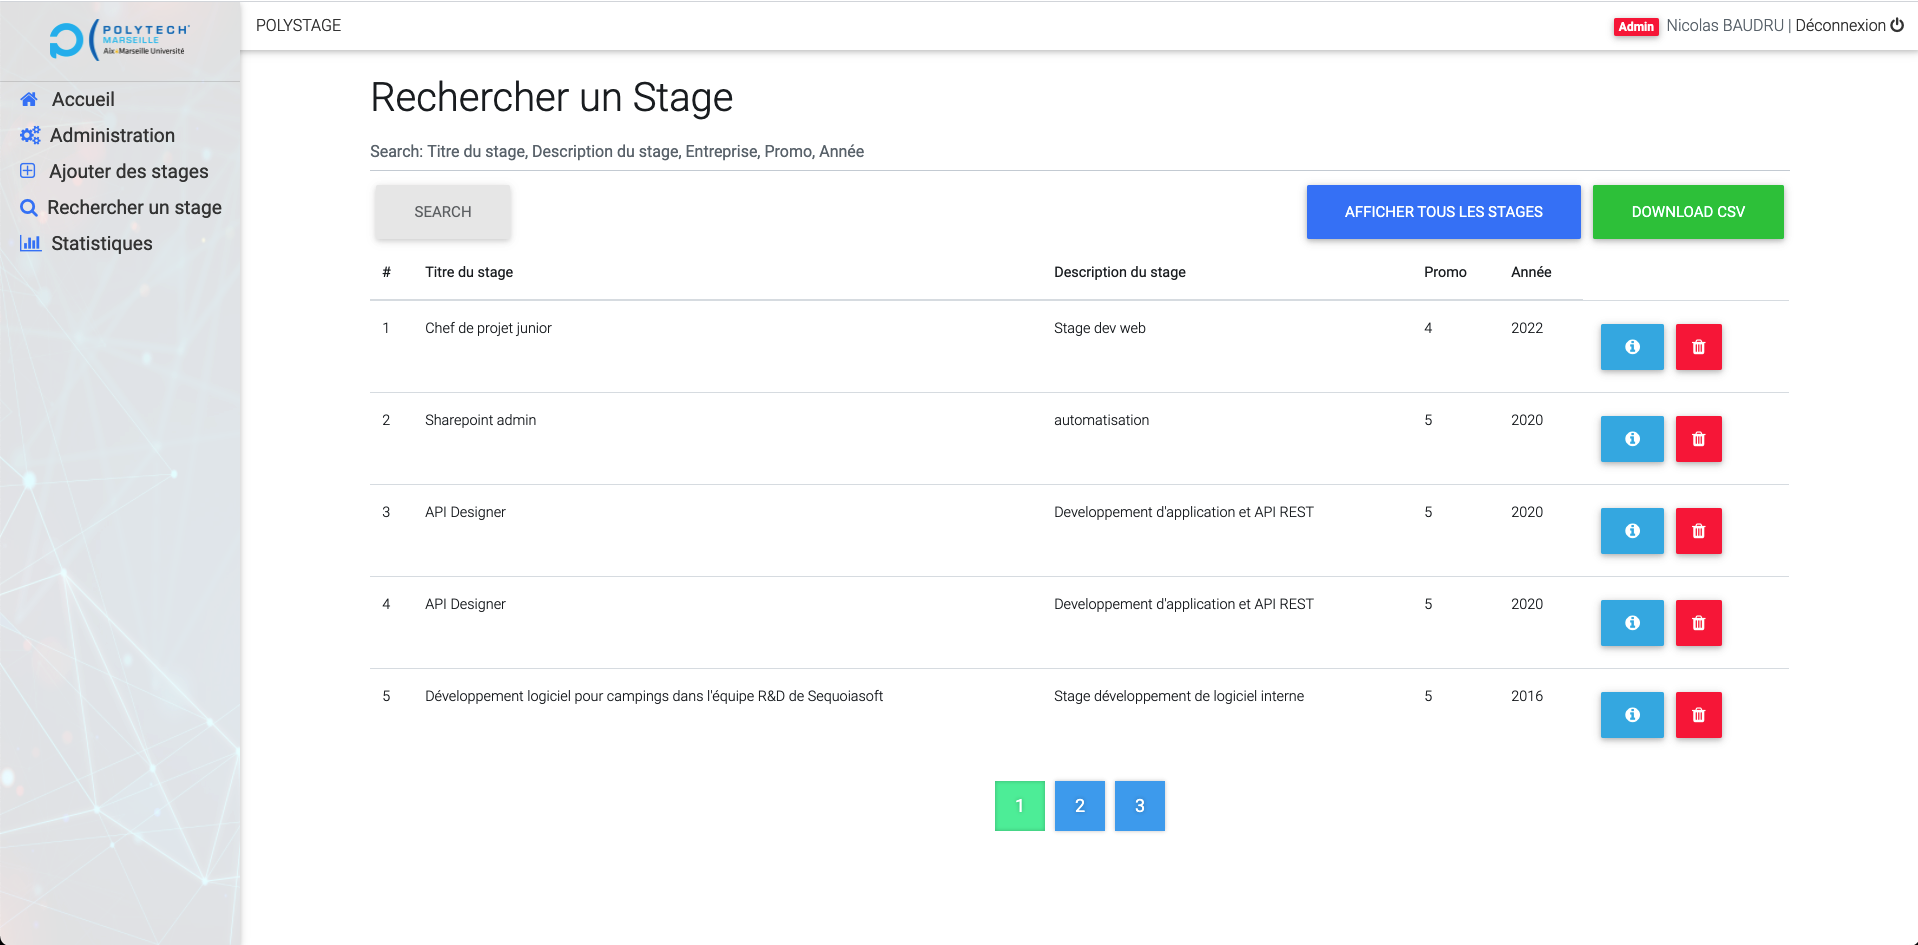 POLYTECH
MARSEILLE
Aix*Marseille Université
POLYSTAGE
Admin Nicolas BAUDRU | Déconnexion
Accueil
Administration
Ajouter des stages
Rechercher un stage
Statistiques
Rechercher un Stage
Search: Titre du stage, Description du stage, Entreprise, Promo, Année
SEARCH AFFICHER TOUS LES STAGES DOWNLOAD CSV
# Titre du stage Description du stage Promo Année
1 Chef de projet junior Stage dev web 4 2022
2 Sharepoint admin automatisation 5 2020
3 API Designer Developpement d'application et API REST 5 2020
4 API Designer Developpement d'application et API REST 5 2020
5 Développement logiciel pour campings dans l'équipe R&D de Sequoiasoft Stage développement de logiciel interne 5 2016
1 2 3